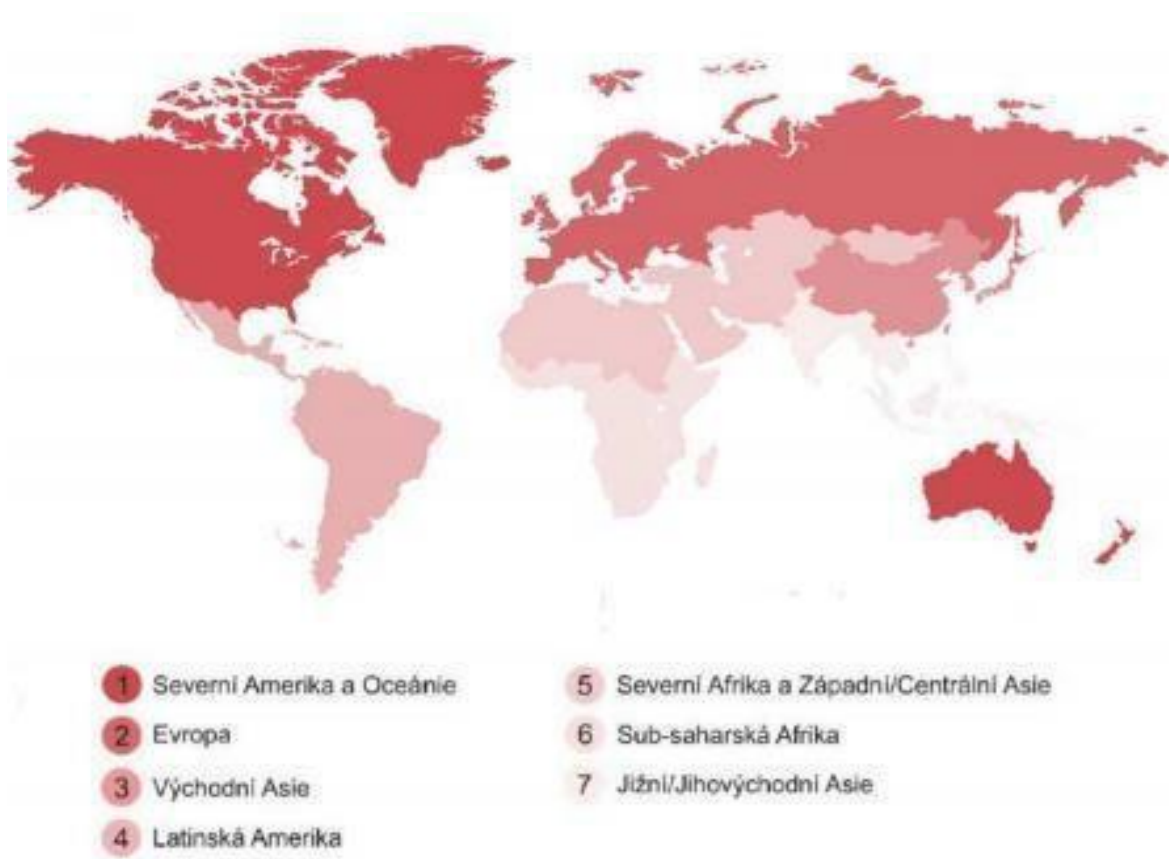 1 Severní Amerika a Oceánie
2 Evropa
3 Východní Asie
4 Latinská Amerika
5 Severní Afrika a Západní/Centrální Asie
6 Sub-saharská Afrika
7 Jižní/Jihovýchodní Asie